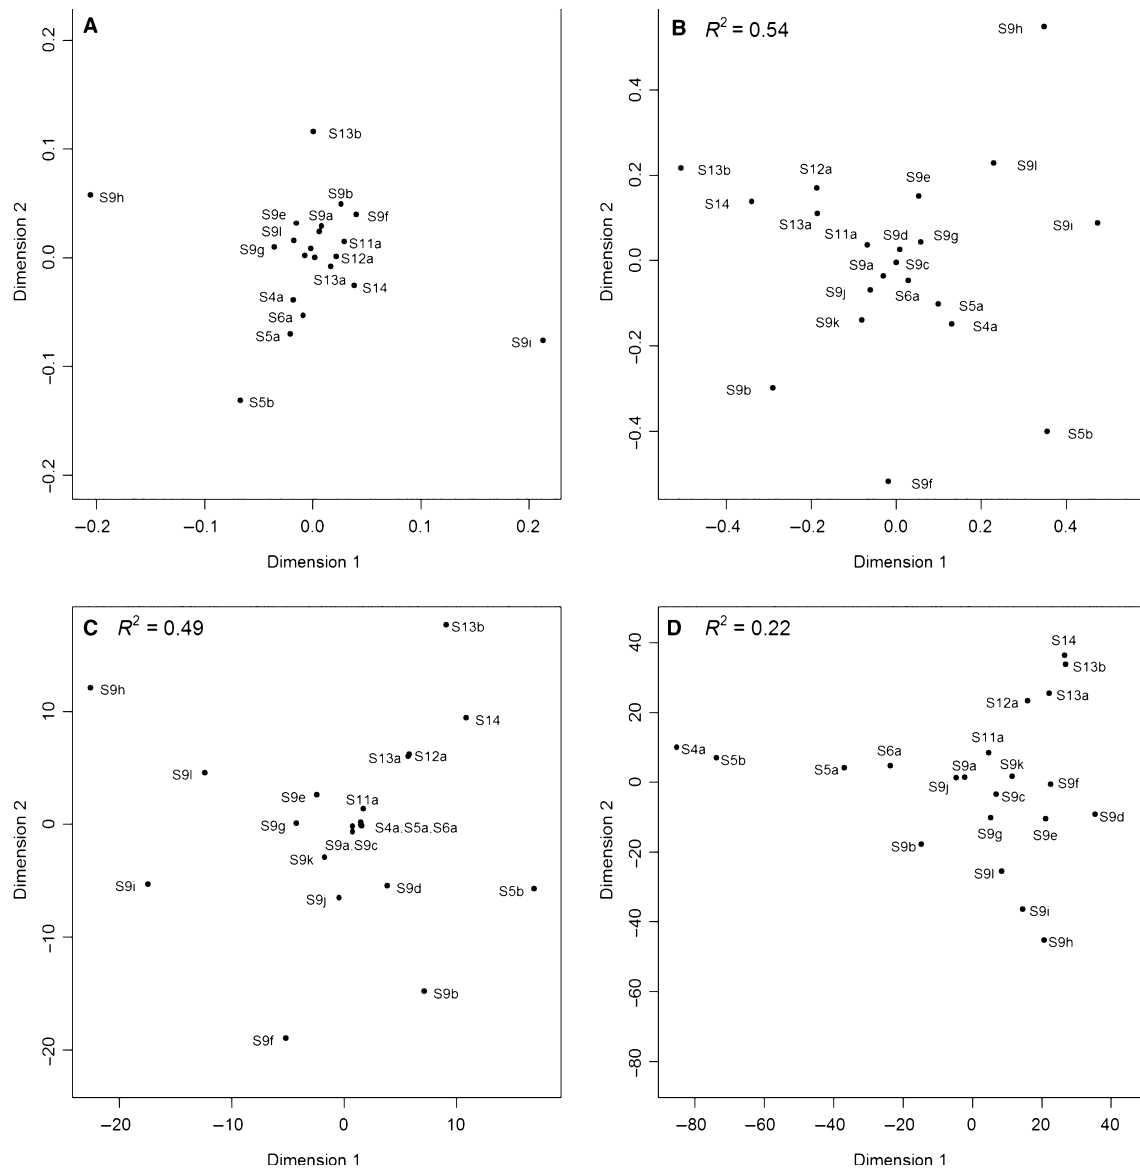 A
0.2
0.1
0.0
−0.1
−0.2
Dimension 2
S13b
S9h
S9b
S9e
S9a
S9f
S9l
S9g
S11a
S12a
S13a
S14
S4a
S6a
S5a
S9i
S5b
−0.2
−0.1
0.0
0.1
0.2
Dimension 1
B R² = 0.54
0.4
0.2
0.0
−0.2
−0.4
Dimension 2
S9h
S13b
S12a
S9l
S14
S9e
S13a
S9i
S11a
S9d
S9g
S9a
S9c
S9j
S6a
S5a
S9k
S4a
S9b
S5b
S9f
−0.4
−0.2
0.0
0.2
0.4
Dimension 1
C R² = 0.49
10
0
−10
−20
Dimension 2
S13b
S9h
S14
S13a
S12a
S9l
S9e
S11a
S9g
S4a.S5a.S6a
S9a.S9c
S9k
S9i
S9d
S5b
S9j
S9b
S9f
−20
−10
0
10
Dimension 1
D R² = 0.22
40
20
0
−20
−40
−60
−80
Dimension 2
S14
S13b
S13a
S12a
S11a
S4a
S6a
S5b
S5a
S9a
S9k
S9j
S9f
S9c
S9d
S9g
S9e
S9b
S9l
S9i
S9h
−80
−60
−40
−20
0
20
40
Dimension 1